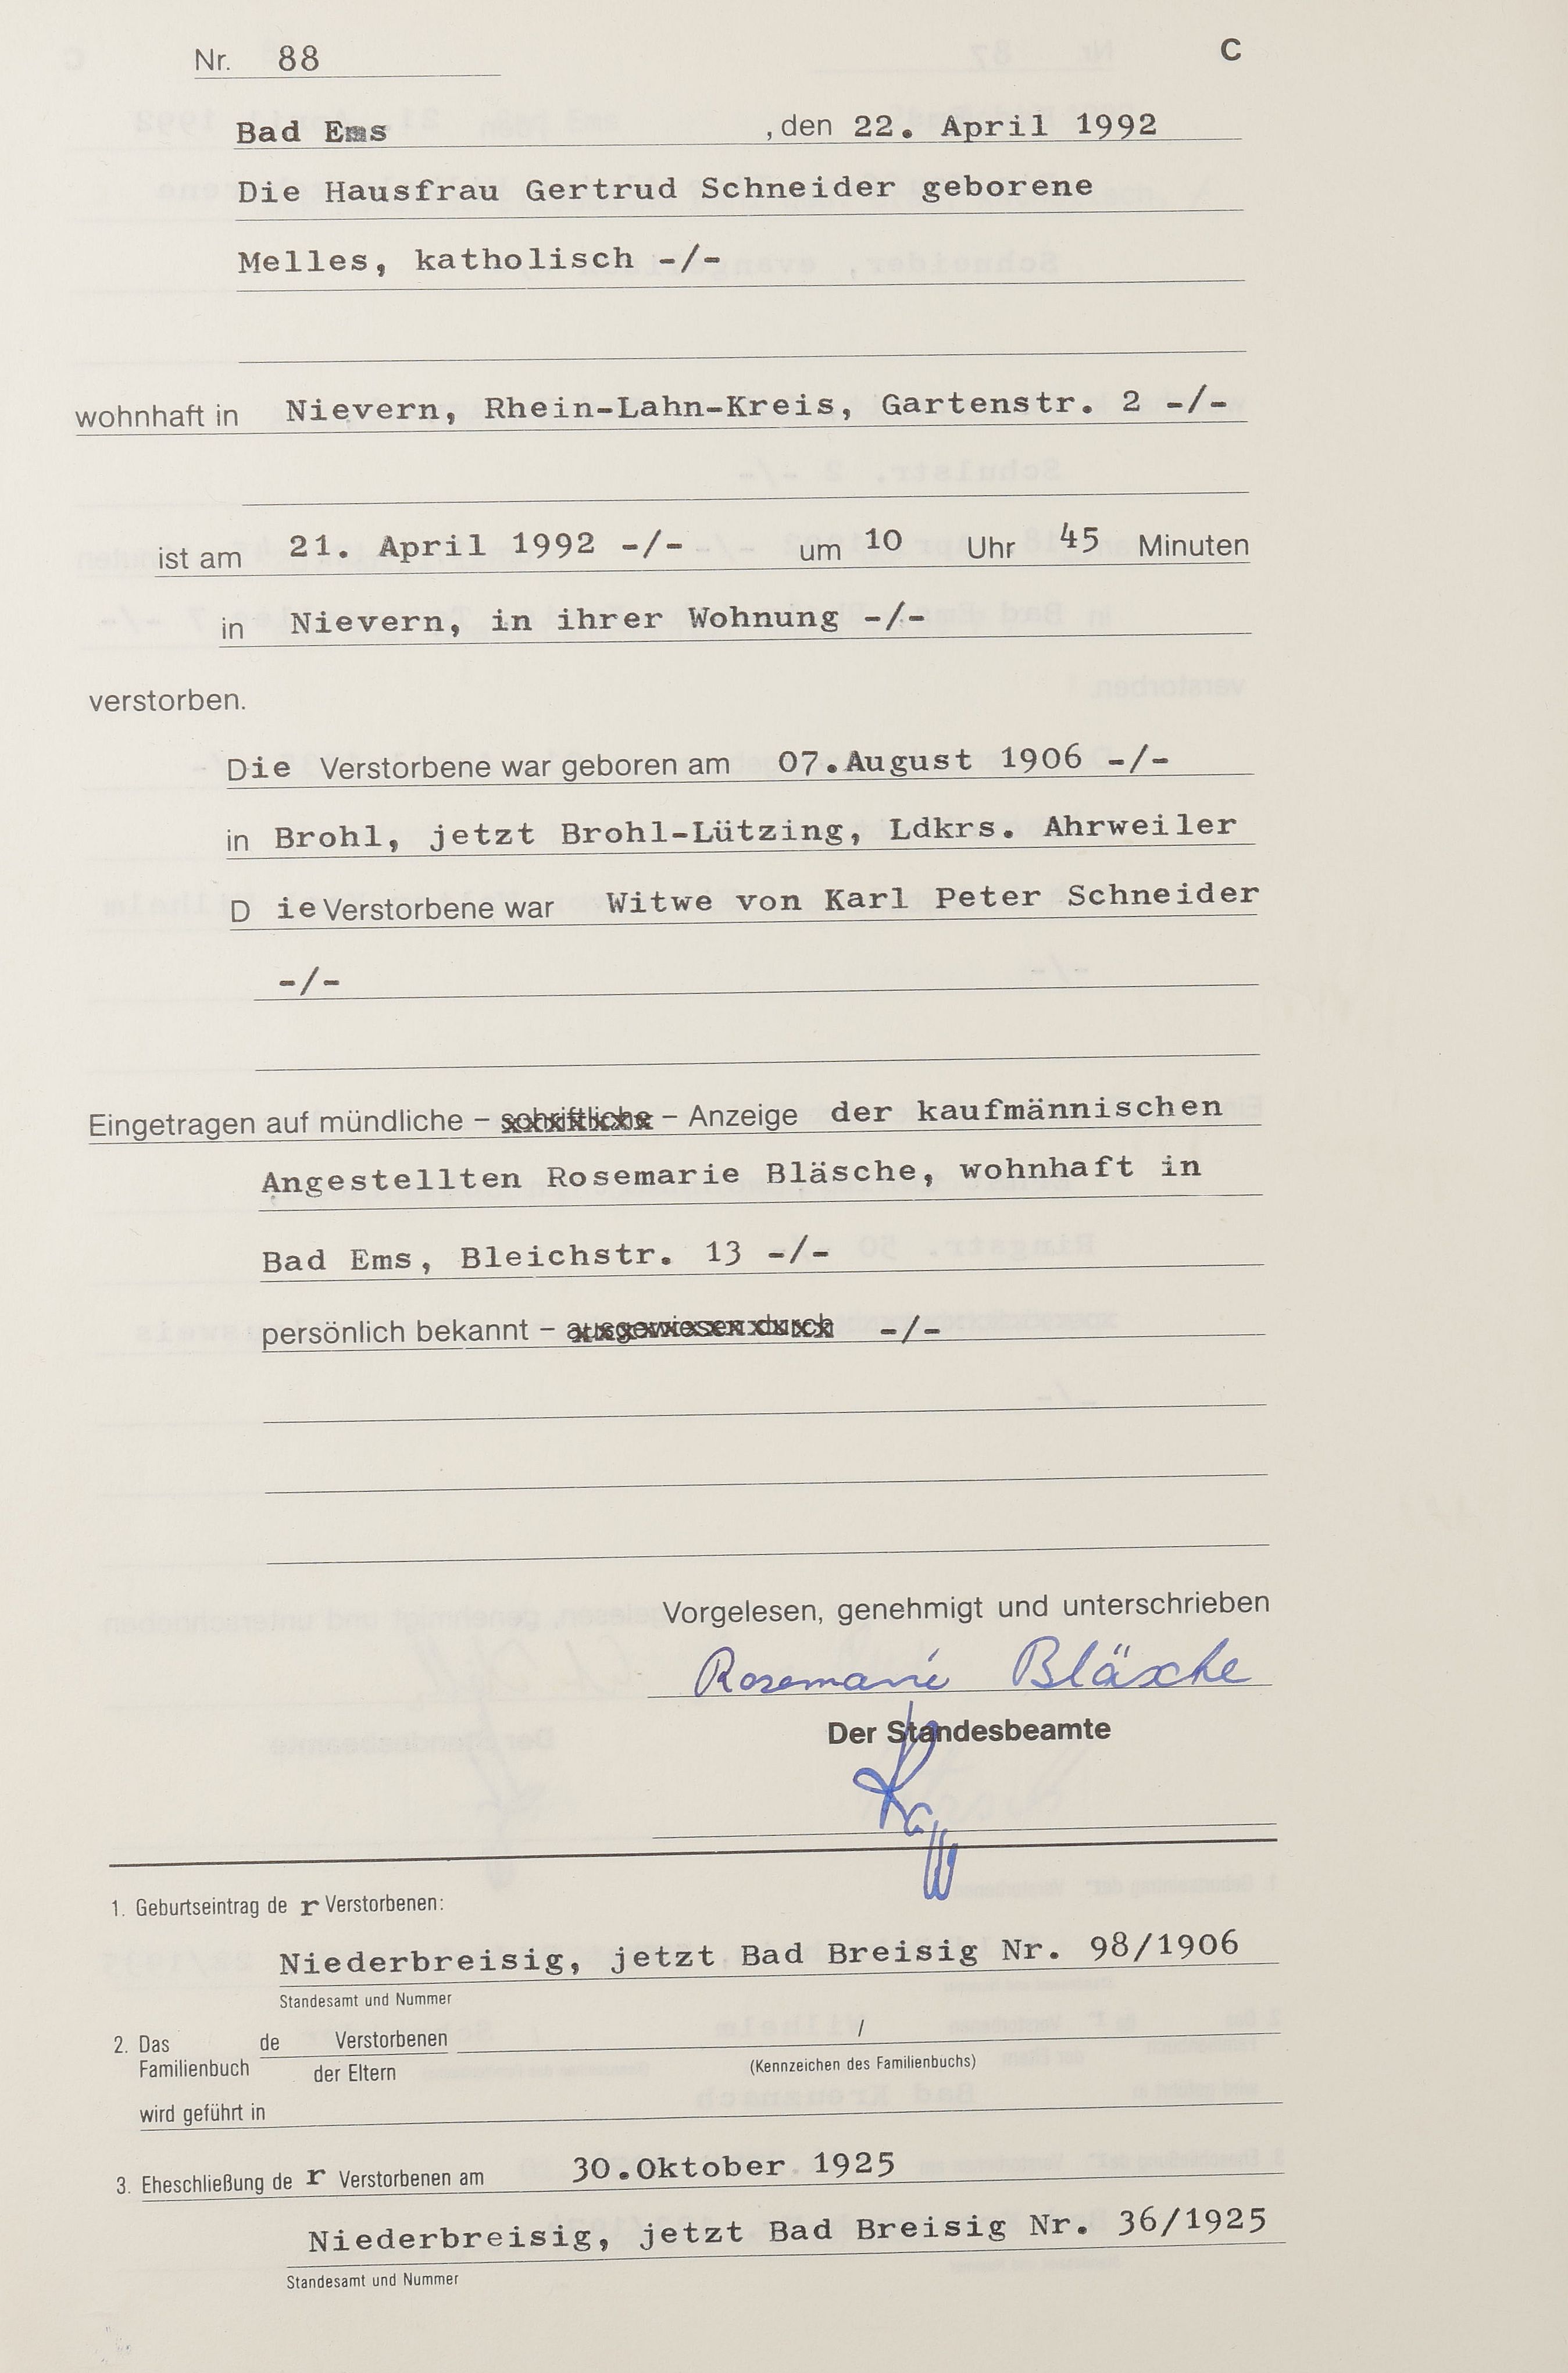 Nr. 88 C
Bad Ems , den 22. April 1992
Die Hausfrau Gertrud Schneider geborene
Melles, katholisch -/-
wohnhaft in Nievern, Rhein-Lahn-Kreis, Gartenstr. 2 -/-
ist am 21. April 1992 -/- um 10 Uhr 45 Minuten
in Nievern, in ihrer Wohnung -/-
verstorben.
Die Verstorbene war geboren am 07.August 1906 -/-
in Brohl, jetzt Brohl-Lützing, Ldkrs. Ahrweiler
D ie Verstorbene war Witwe von Karl Peter Schneider
-/-
Eingetragen auf mündliche – schriftliche – Anzeige der kaufmännischen
Angestellten Rosemarie Bläsche, wohnhaft in
Bad Ems, Bleichstr. 13 -/-
persönlich bekannt – ausgewiesen durch -/-
Vorgelesen, genehmigt und unterschrieben
Rosemarie Bläsche
Der Standesbeamte
1. Geburtseintrag de r Verstorbenen:
Niederbreisig, jetzt Bad Breisig Nr. 98/1906
Standesamt und Nummer
2. Das de Verstorbenen /
Familienbuch der Eltern (Kennzeichen des Familienbuchs)
wird geführt in
3. Eheschließung de r Verstorbenen am 30.Oktober 1925
Niederbreisig, jetzt Bad Breisig Nr. 36/1925
Standesamt und Nummer